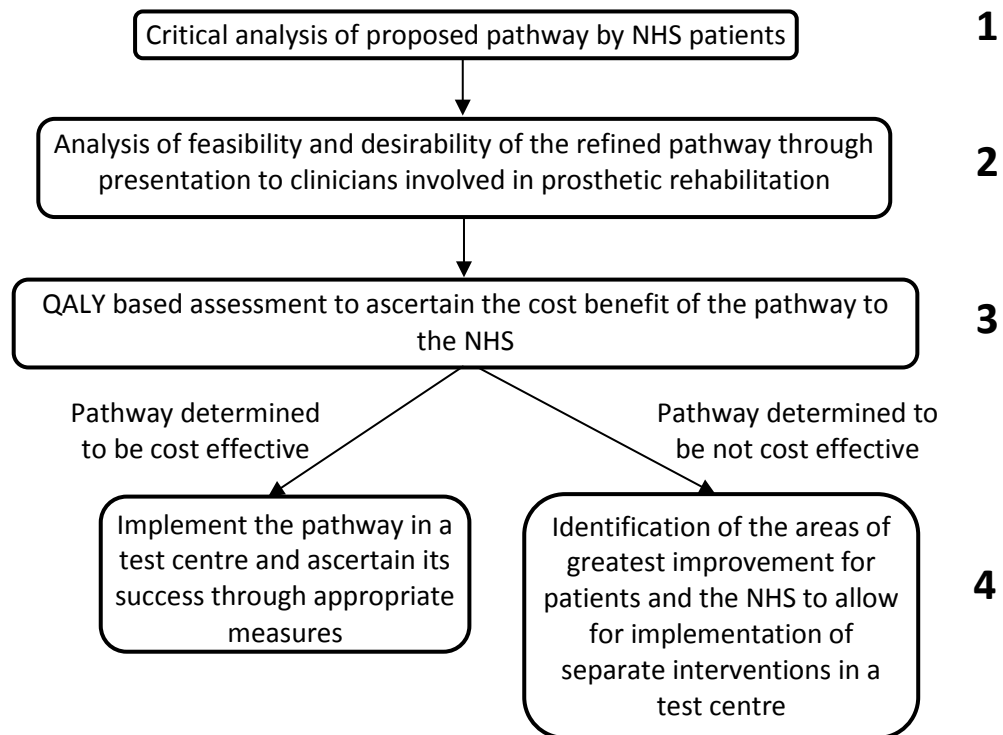 Critical analysis of proposed pathway by NHS patients
1
Analysis of feasibility and desirability of the refined pathway through
presentation to clinicians involved in prosthetic rehabilitation
2
QALY based assessment to ascertain the cost benefit of the pathway to
the NHS
3
Pathway determined
to be cost effective
Pathway determined to
be not cost effective
Implement the pathway in a
test centre and ascertain its
success through appropriate
measures
Identification of the areas of
greatest improvement for
patients and the NHS to allow
for implementation of
separate interventions in a
test centre
4